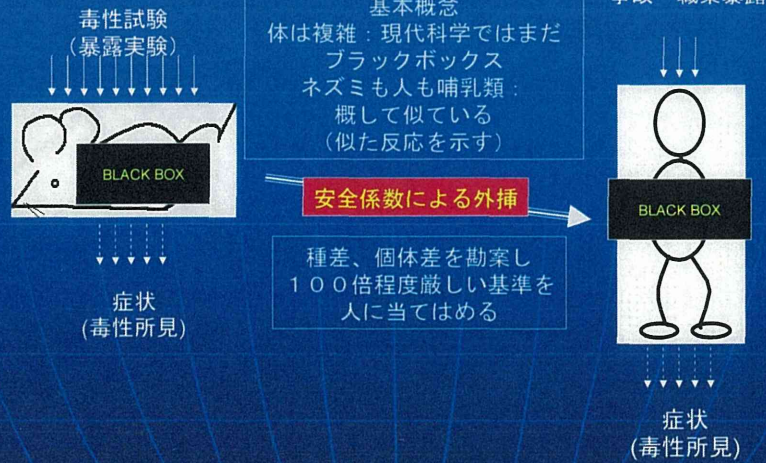 毒性試験
(暴露実験)
基本概念
体は複雑：現代科学ではまだ
ブラックボックス
ネズミも人も哺乳類：
概して似ている
(似た反応を示す)
BLACK BOX
安全係数による外挿
BLACK BOX
種差、個体差を勘案し
１００倍程度厳しい基準を
人に当てはめる
症状
(毒性所見)
症状
(毒性所見)